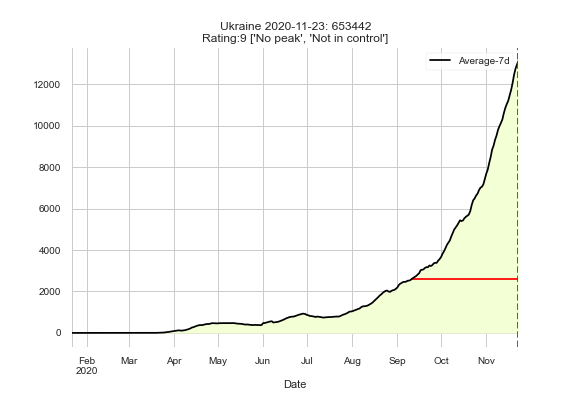 Ukraine 2020-11-23: 653442
Rating:9 ['No peak', 'Not in control']
Average-7d
12000
10000
8000
6000
4000
2000
0
Feb Mar Apr May Jun Jul Aug Sep Oct Nov
2020
Date